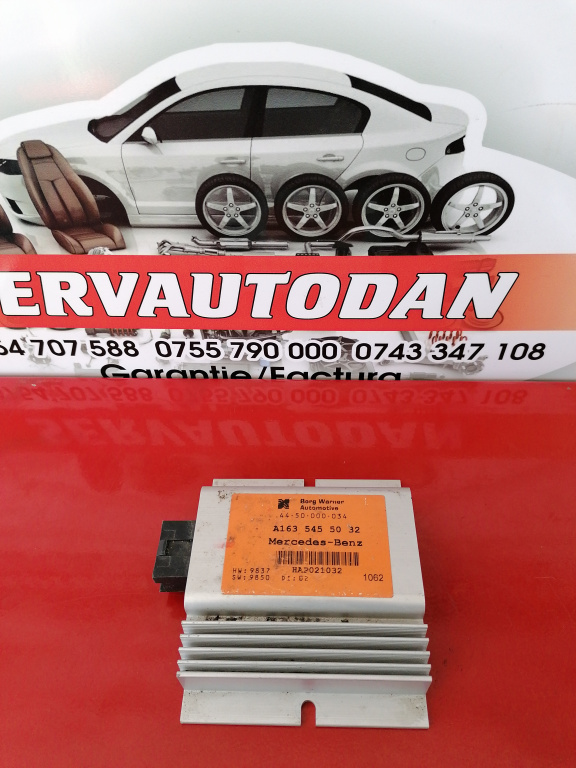 ERVAUTODAN
64 707 588 0755 790 000 0743 347 108
Garantie/Factura
Borg Warner
Automotive
44-50-000-034
A163 545 50 32
Mercedes-Benz
HA2021032
HW:9837
SW:9850 DI:02 1062